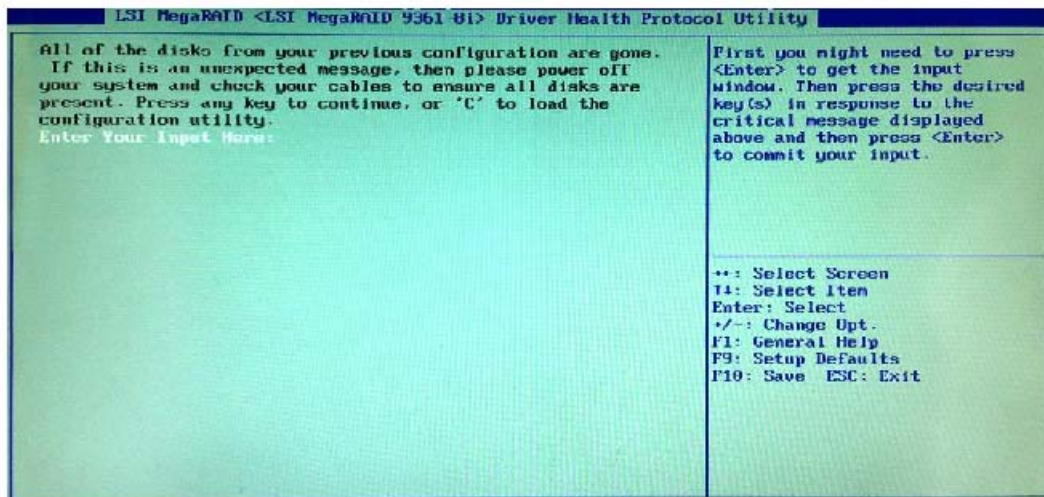 LSI MegaRAID <LSI MegaRAID 9361-8i> Driver Health Protocol Utility
All of the disks from your previous configuration are gone.
If this is an unexpected message, then please power off
your system and check your cables to ensure all disks are
present. Press any key to continue, or 'C' to load the
configuration utility.
Enter Your Input Here:
First you might need to press
<Enter> to get the input
window. Then press the desired
key(s) in response to the
critical message displayed
above and then press <Enter>
to commit your input.
↔: Select Screen
↑↓: Select Item
Enter: Select
+/-: Change Opt.
F1: General Help
F9: Setup Defaults
F10: Save ESC: Exit